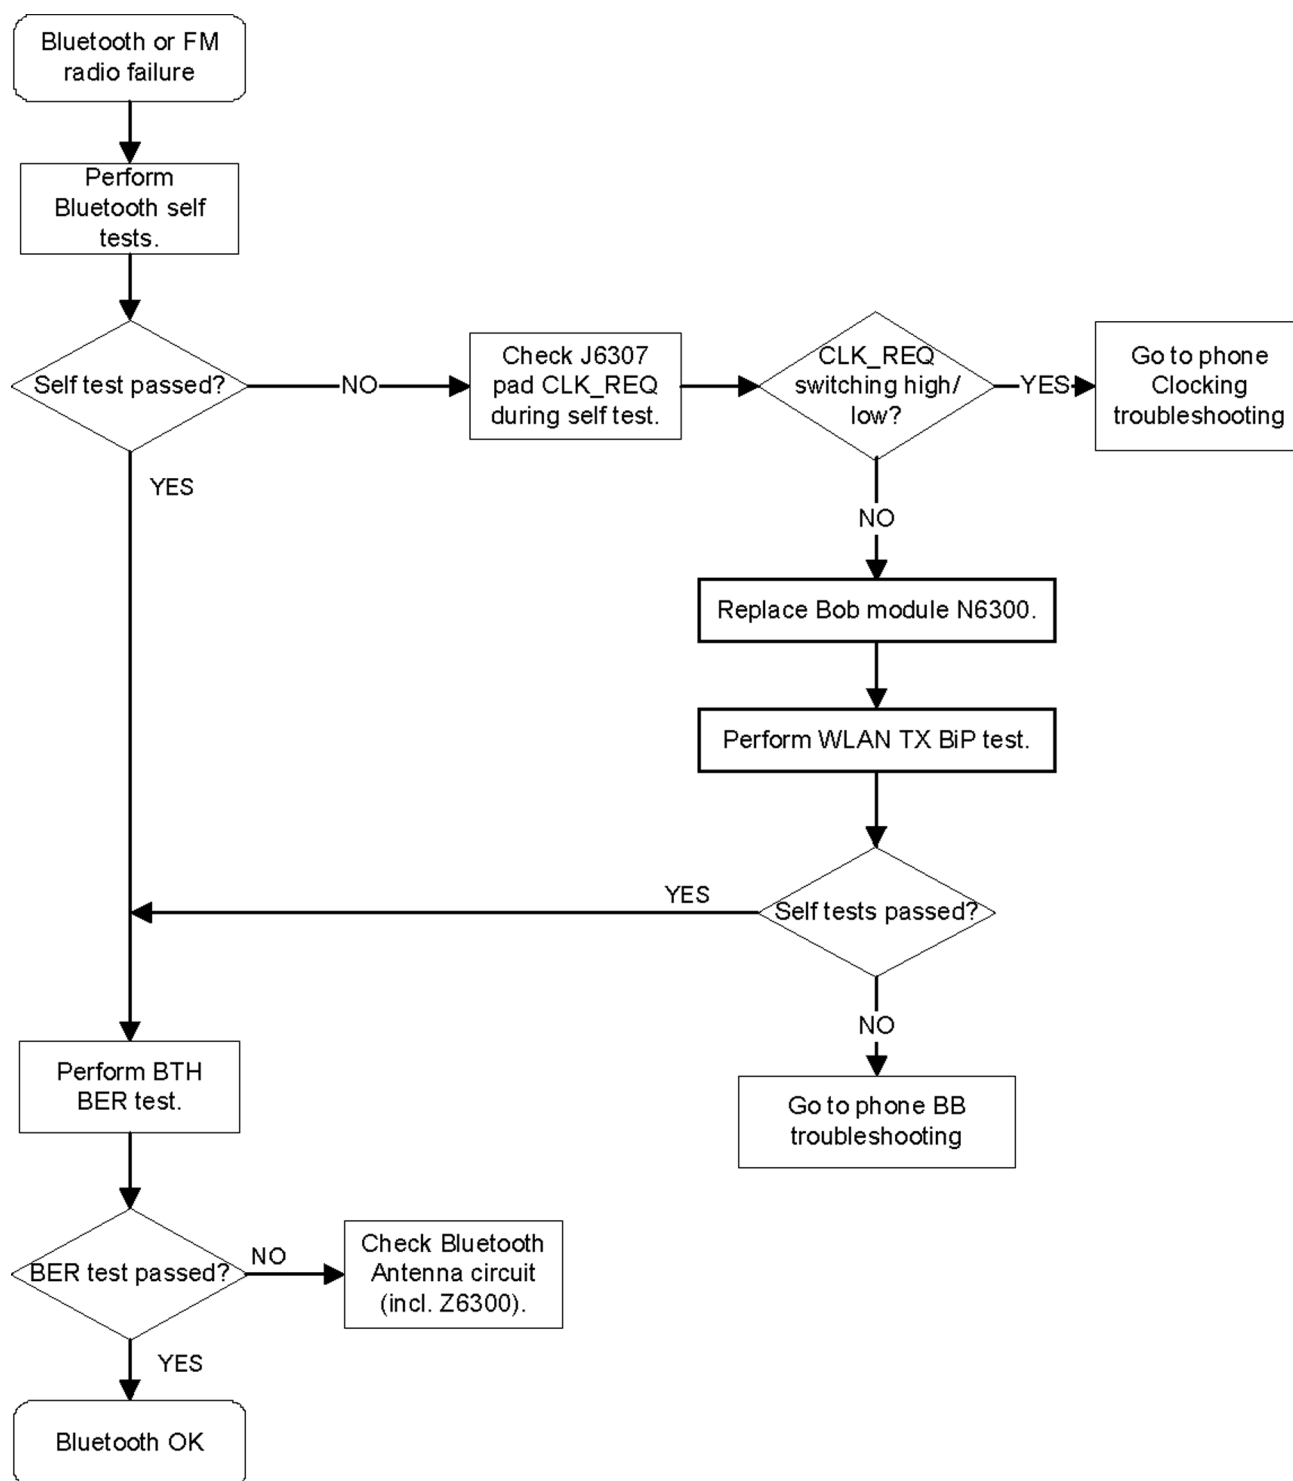 Bluetooth or FM
radio failure
Perform
Bluetooth self
tests.
Self test passed?
NO
Check J6307
pad CLK_REQ
during self test.
CLK_REQ
switching high/
low?
YES
Go to phone
Clocking
troubleshooting
YES
NO
Replace Bob module N6300.
Perform WLAN TX BiP test.
Self tests passed?
YES
NO
Go to phone BB
troubleshooting
Perform BTH
BER test.
BER test passed?
NO
Check Bluetooth
Antenna circuit
(incl. Z6300).
YES
Bluetooth OK